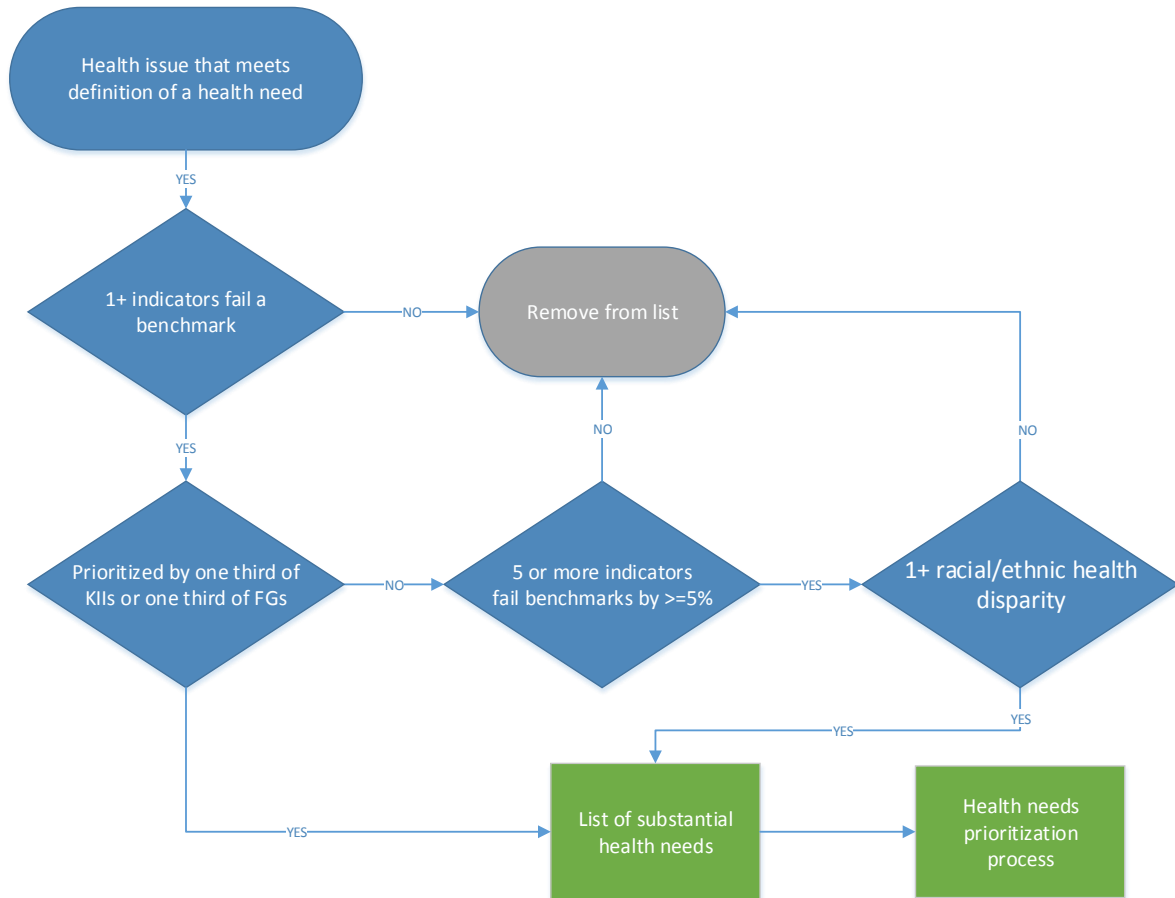 Health issue that meets
definition of a health need
YES
1+ indicators fail a
benchmark
NO
Remove from list
YES
NO
NO
Prioritized by one third of
KIIs or one third of FGs
NO
5 or more indicators
fail benchmarks by >=5%
YES
1+ racial/ethnic health
disparity
YES
YES
YES
List of substantial
health needs
Health needs
prioritization
process